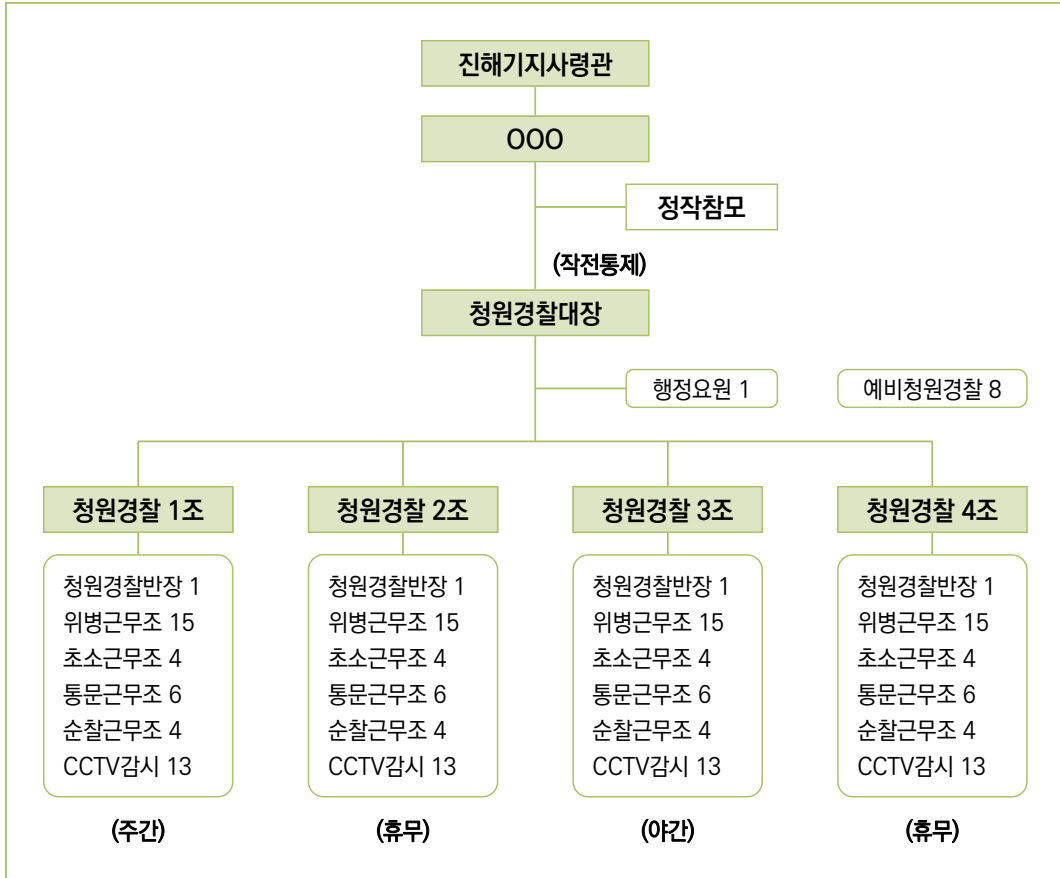 진해기지사령관
OOO
정작참모
(작전통제)
청원경찰대장
행정요원 1
예비청원경찰 8
청원경찰 1조
청원경찰반장 1
위병근무조 15
초소근무조 4
통문근무조 6
순찰근무조 4
CCTV감시 13
(주간)
청원경찰 2조
청원경찰반장 1
위병근무조 15
초소근무조 4
통문근무조 6
순찰근무조 4
CCTV감시 13
(휴무)
청원경찰 3조
청원경찰반장 1
위병근무조 15
초소근무조 4
통문근무조 6
순찰근무조 4
CCTV감시 13
(야간)
청원경찰 4조
청원경찰반장 1
위병근무조 15
초소근무조 4
통문근무조 6
순찰근무조 4
CCTV감시 13
(휴무)